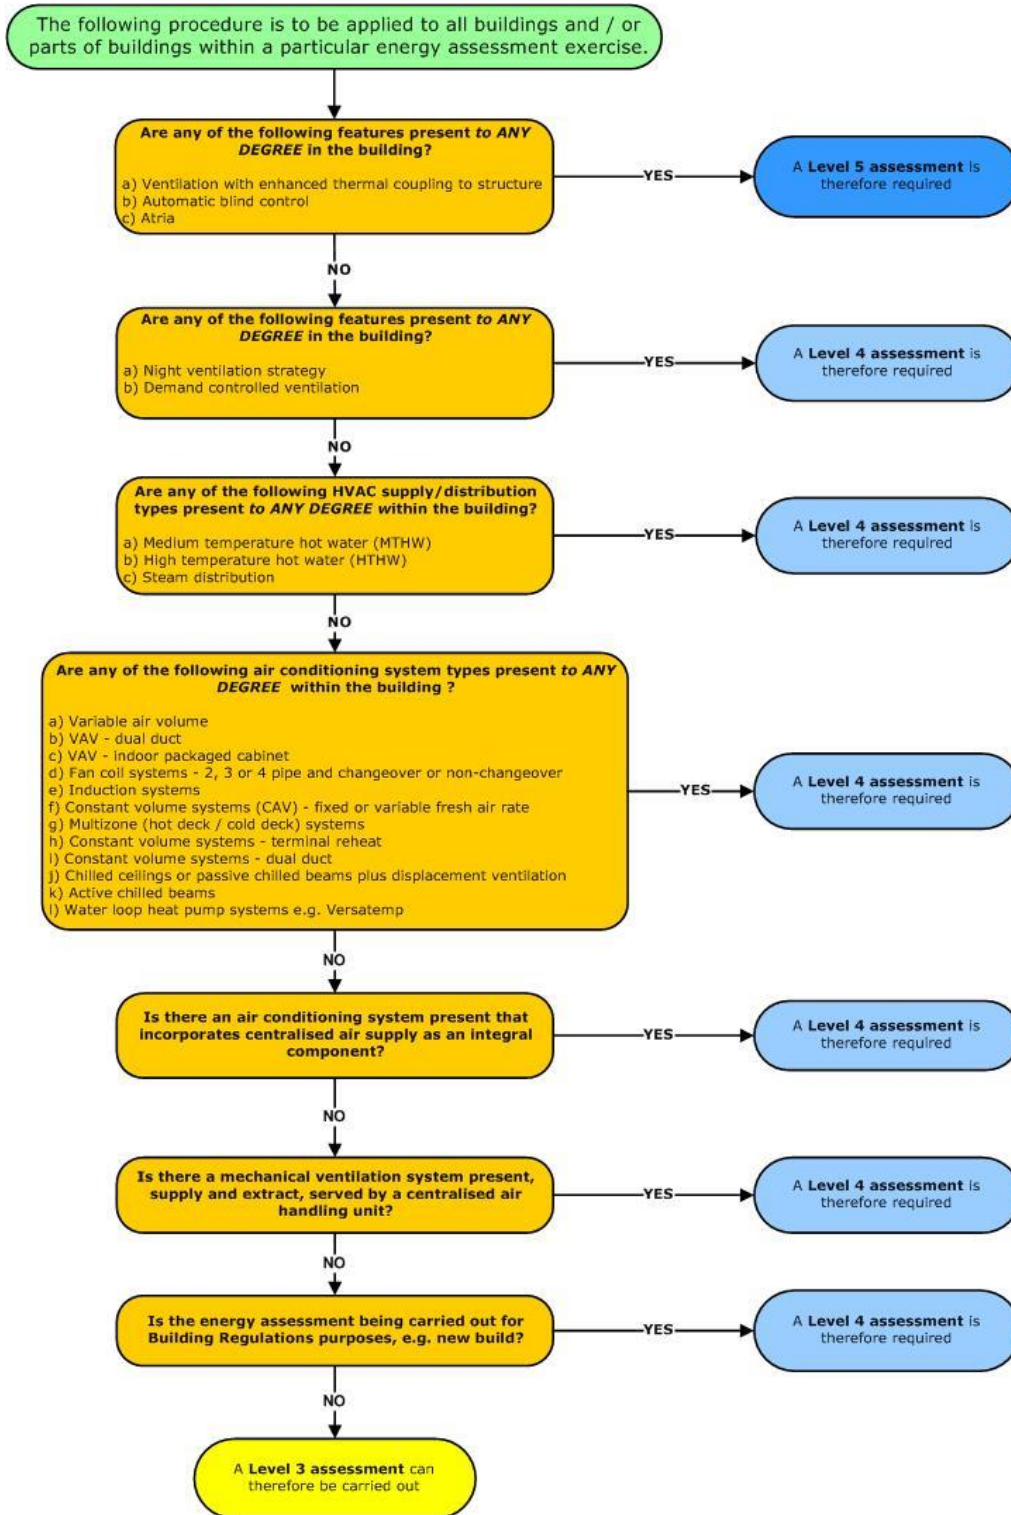 The following procedure is to be applied to all buildings and / or
parts of buildings within a particular energy assessment exercise.
Are any of the following features present to ANY
DEGREE in the building?
a) Ventilation with enhanced thermal coupling to structure
b) Automatic blind control
c) Atria
YES
A Level 5 assessment is
therefore required
NO
Are any of the following features present to ANY
DEGREE in the building?
a) Night ventilation strategy
b) Demand controlled ventilation
YES
A Level 4 assessment is
therefore required
NO
Are any of the following HVAC supply/distribution
types present to ANY DEGREE within the building?
a) Medium temperature hot water (MTHW)
b) High temperature hot water (HTHW)
c) Steam distribution
YES
A Level 4 assessment is
therefore required
NO
Are any of the following air conditioning system types present to ANY
DEGREE within the building ?
a) Variable air volume
b) VAV - dual duct
c) VAV - indoor packaged cabinet
d) Fan coil systems - 2, 3 or 4 pipe and changeover or non-changeover
e) Induction systems
f) Constant volume systems (CAV) - fixed or variable fresh air rate
g) Multizone (hot deck / cold deck) systems
h) Constant volume systems - terminal reheat
i) Constant volume systems - dual duct
j) Chilled ceilings or passive chilled beams plus displacement ventilation
k) Active chilled beams
l) Water loop heat pump systems e.g. Versatemp
YES
A Level 4 assessment is
therefore required
NO
Is there an air conditioning system present that
incorporates centralised air supply as an integral
component?
YES
A Level 4 assessment is
therefore required
NO
Is there a mechanical ventilation system present,
supply and extract, served by a centralised air
handling unit?
YES
A Level 4 assessment is
therefore required
NO
Is the energy assessment being carried out for
Building Regulations purposes, e.g. new build?
YES
A Level 4 assessment is
therefore required
NO
A Level 3 assessment can
therefore be carried out